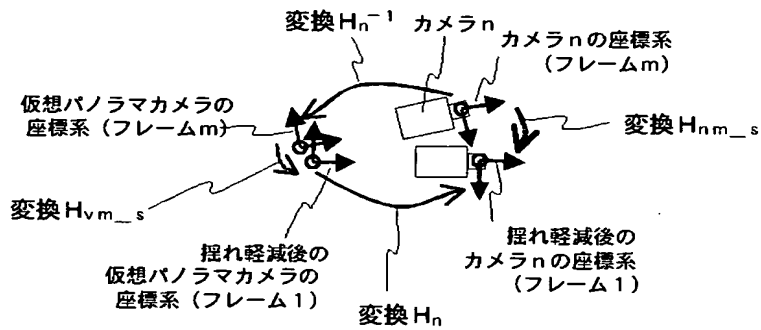 変換Hn⁻¹
カメラn
カメラnの座標系
(フレームm)
仮想パノラマカメラの
座標系(フレームm)
変換Hnm_s
変換Hvm_s
揺れ軽減後の
仮想パノラマカメラの
座標系(フレーム1)
揺れ軽減後の
カメラnの座標系
(フレーム1)
変換Hn